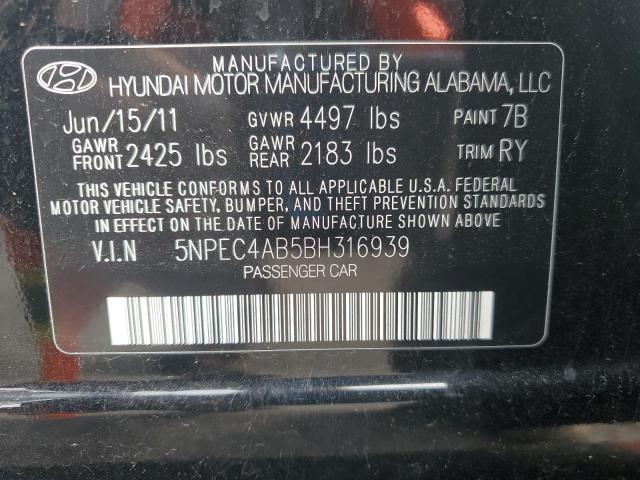 MANUFACTURED BY
HYUNDAI MOTOR MANUFACTURING ALABAMA, LLC
Jun/15/11 GVWR 4497 lbs PAINT 7B
GAWR FRONT 2425 lbs GAWR REAR 2183 lbs TRIM RY
THIS VEHICLE CONFORMS TO ALL APPLICABLE U.S.A. FEDERAL
MOTOR VEHICLE SAFETY, BUMPER, AND THEFT PREVENTION STANDARDS
IN EFFECT ON THE DATE OF MANUFACTURE SHOWN ABOVE.
V.I.N 5NPEC4AB5BH316939
PASSENGER CAR